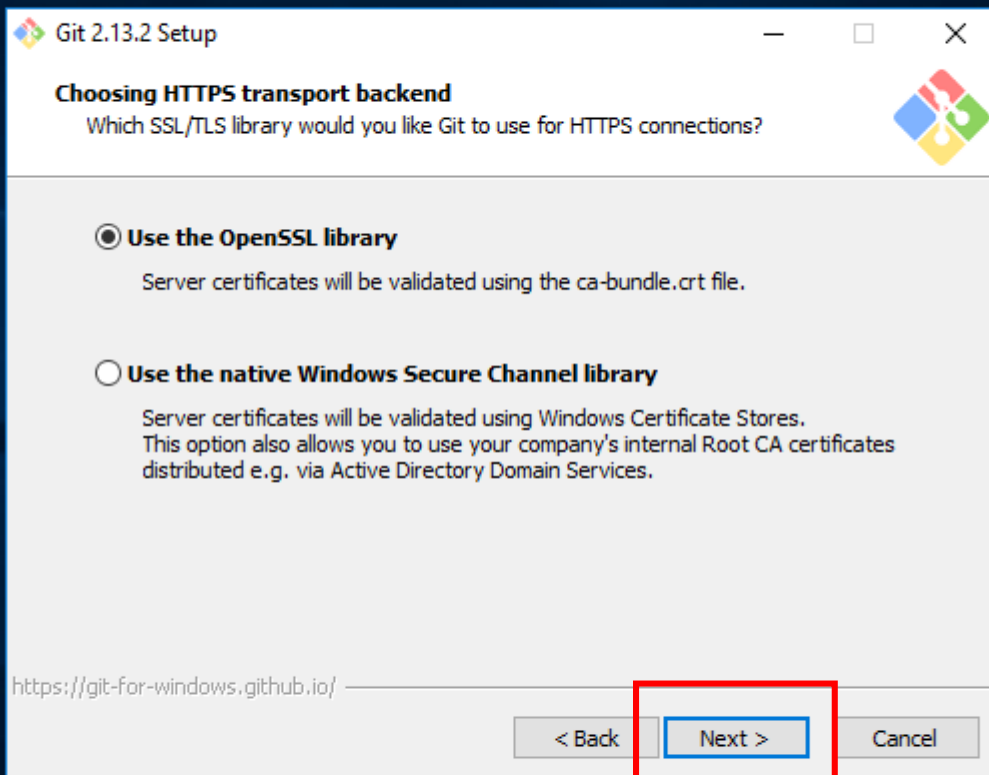 Git 2.13.2 Setup
Choosing HTTPS transport backend
Which SSL/TLS library would you like Git to use for HTTPS connections?
Use the OpenSSL library
Server certificates will be validated using the ca-bundle.crt file.
Use the native Windows Secure Channel library
Server certificates will be validated using Windows Certificate Stores.
This option also allows you to use your company's internal Root CA certificates
distributed e.g. via Active Directory Domain Services.
https://git-for-windows.github.io/
< Back Next > Cancel